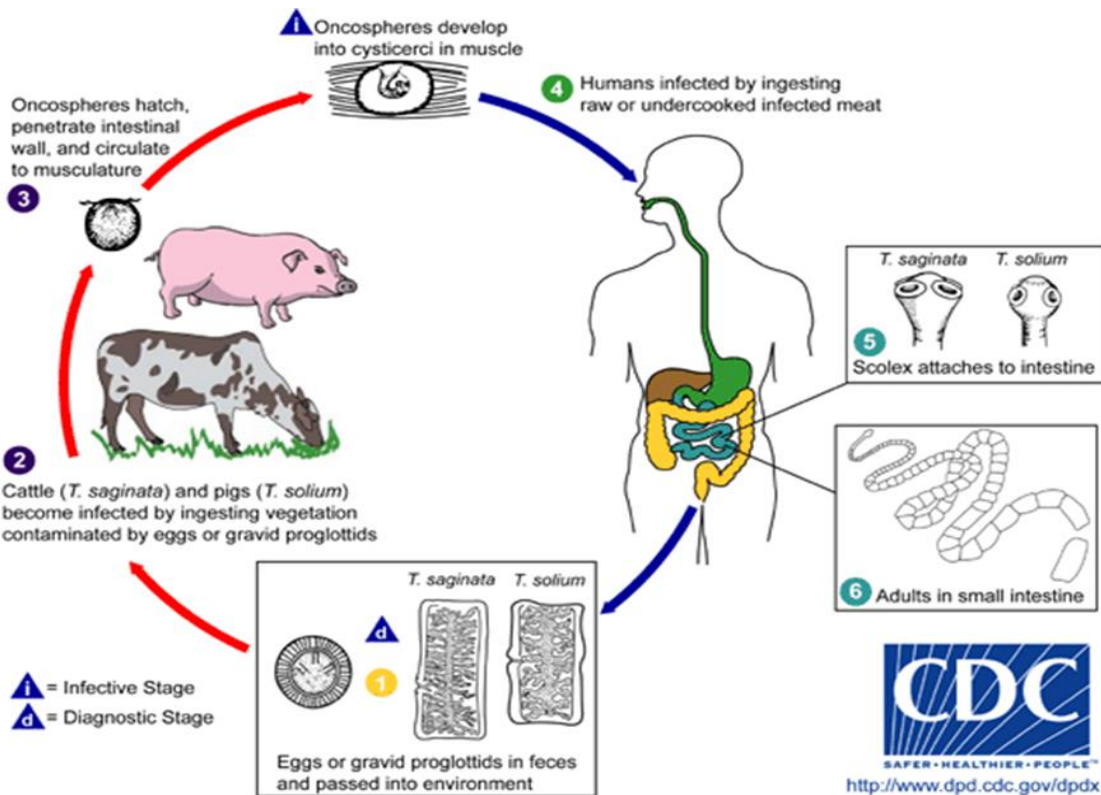 i Oncospheres develop
into cysticerci in muscle
4 Humans infected by ingesting
raw or undercooked infected meat
Oncospheres hatch,
penetrate intestinal
wall, and circulate
to musculature
3
T. saginata T. solium
5
Scolex attaches to intestine
2
Cattle (T. saginata) and pigs (T. solium)
become infected by ingesting vegetation
contaminated by eggs or gravid proglottids
6 Adults in small intestine
T. saginata T. solium
d
1
Eggs or gravid proglottids in feces
and passed into environment
i = Infective Stage
d = Diagnostic Stage
CDC
SAFER·HEALTHIER·PEOPLE™
http://www.dpd.cdc.gov/dpdx